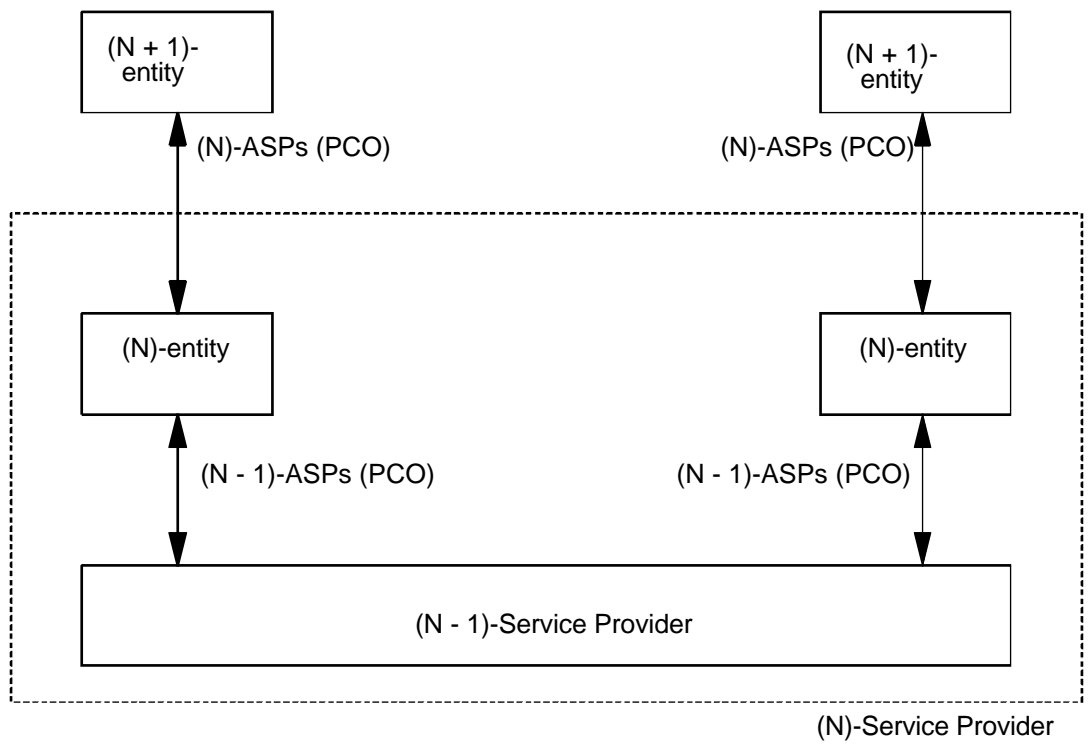 (N + 1)-
entity
(N + 1)-
entity
(N)-ASPs (PCO)
(N)-ASPs (PCO)
(N)-entity
(N)-entity
(N - 1)-ASPs (PCO)
(N - 1)-ASPs (PCO)
(N - 1)-Service Provider
(N)-Service Provider